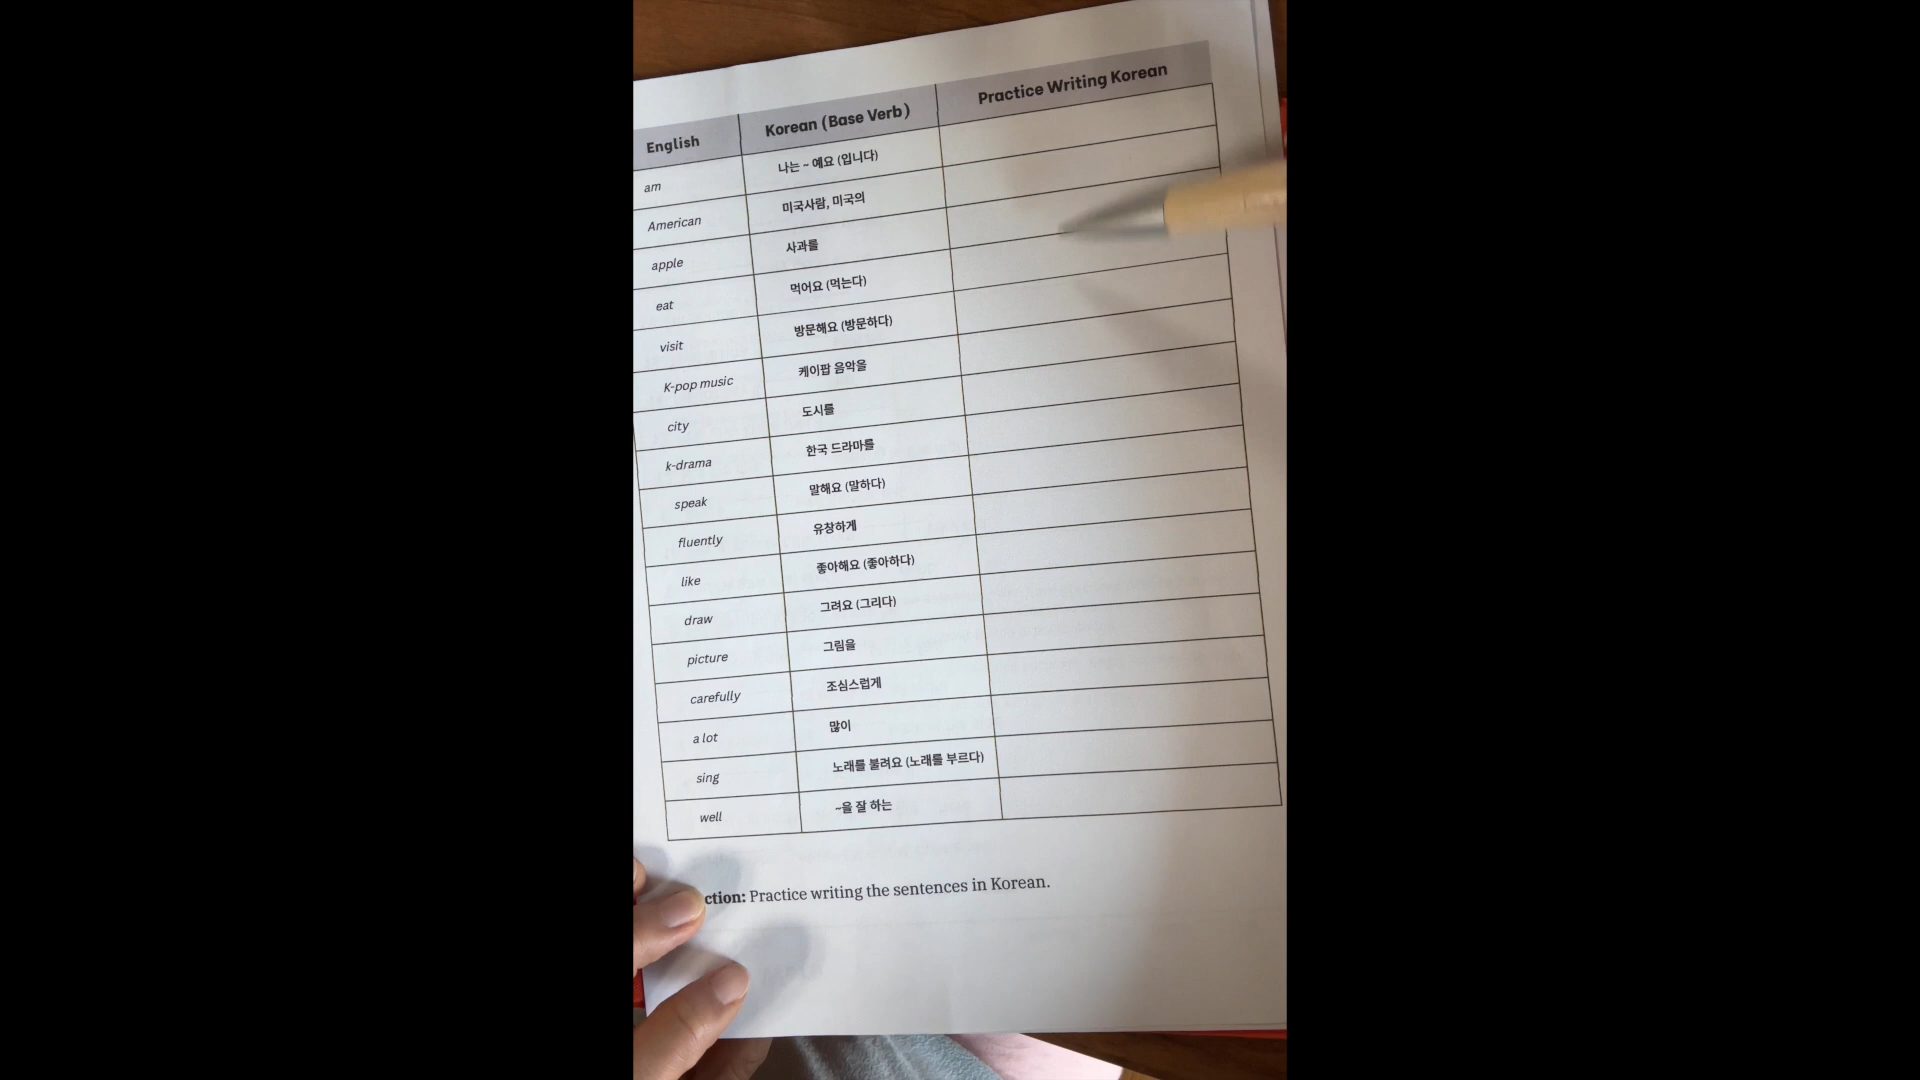 English Korean (Base Verb) Practice Writing Korean
am 나는 ~ 예요 (입니다)
American 미국사람, 미국의
apple 사과를
eat 먹어요 (먹는다)
visit 방문해요 (방문하다)
K-pop music 케이팝 음악을
city 도시를
k-drama 한국 드라마를
speak 말해요 (말하다)
fluently 유창하게
like 좋아해요 (좋아하다)
draw 그려요 (그리다)
picture 그림을
carefully 조심스럽게
a lot 많이
sing 노래를 불려요 (노래를 부르다)
well ~을 잘 하는
ction: Practice writing the sentences in Korean.